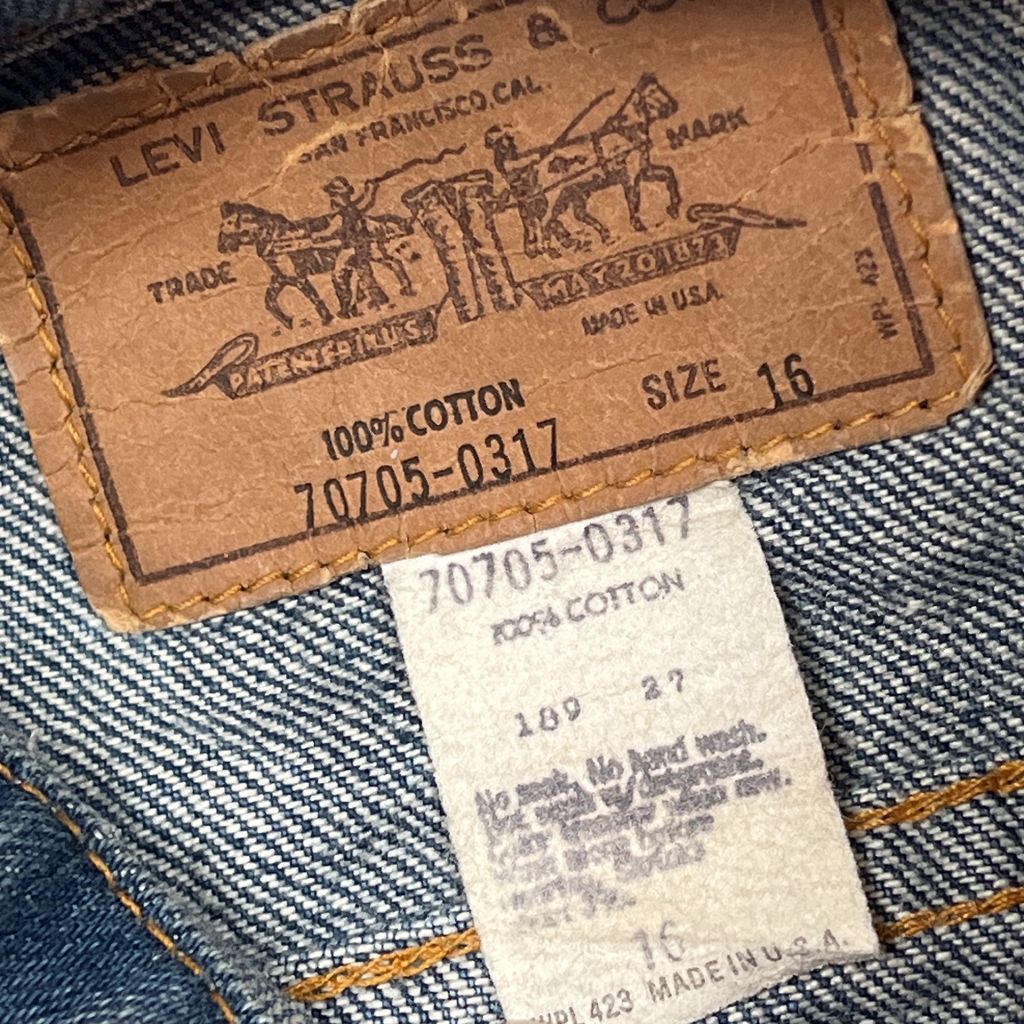 LEVI STRAUSS & CO
SAN FRANCISCO, CAL.
TRADE MARK
PATENTED IN U.S. MAY 20 1873
MADE IN U.S.A.
WPL 423
100% COTTON
SIZE 16
70705-0317
70705-0317
100% COTTON
189 27
No soak. No hand wash.
16
WPL 423 MADE IN U.S.A.